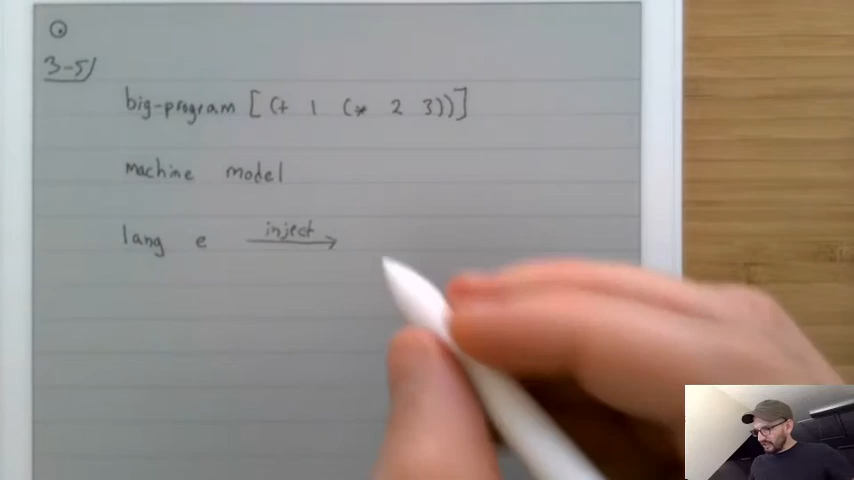 3-5/
big-program [(+ 1 (* 2 3))]
machine model
lang e inject